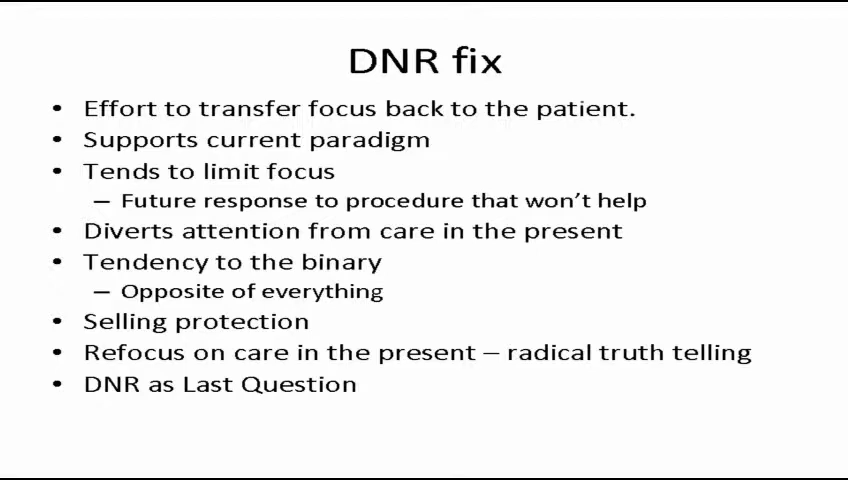 DNR fix
• Effort to transfer focus back to the patient.
• Supports current paradigm
• Tends to limit focus
– Future response to procedure that won't help
• Diverts attention from care in the present
• Tendency to the binary
– Opposite of everything
• Selling protection
• Refocus on care in the present – radical truth telling
• DNR as Last Question